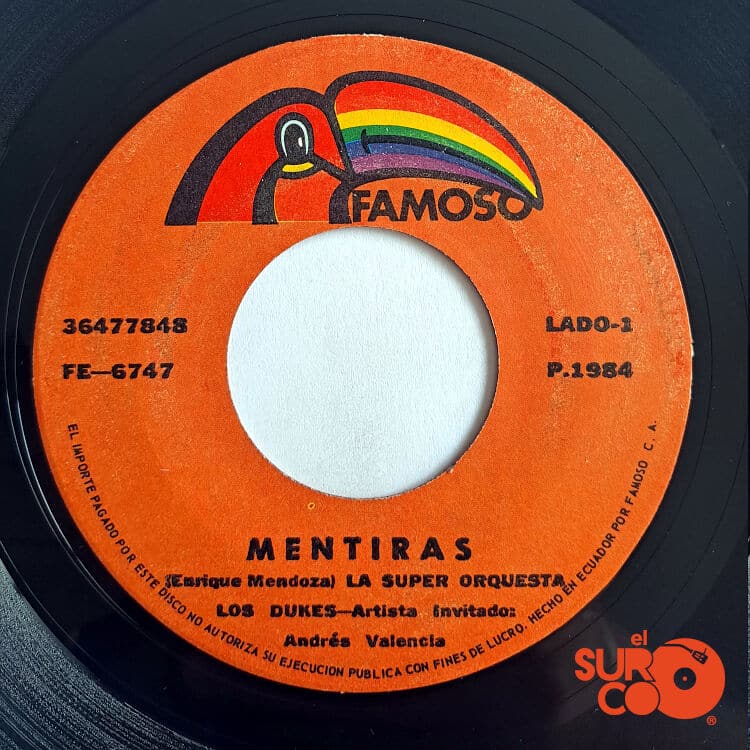 FAMOSO
36477848
LADO-1
FE—6747
P.1984
MENTIRAS
(Enrique Mendoza) LA SUPER ORQUESTA
LOS DUKES—Artista Invitado:
Andrés Valencia
EL IMPORTE PAGADO POR ESTE DISCO NO AUTORIZA SU EJECUCION PUBLICA CON FINES DE LUCRO. HECHO EN ECUADOR POR FAMOSO C. A.
el
SUR
CO
®